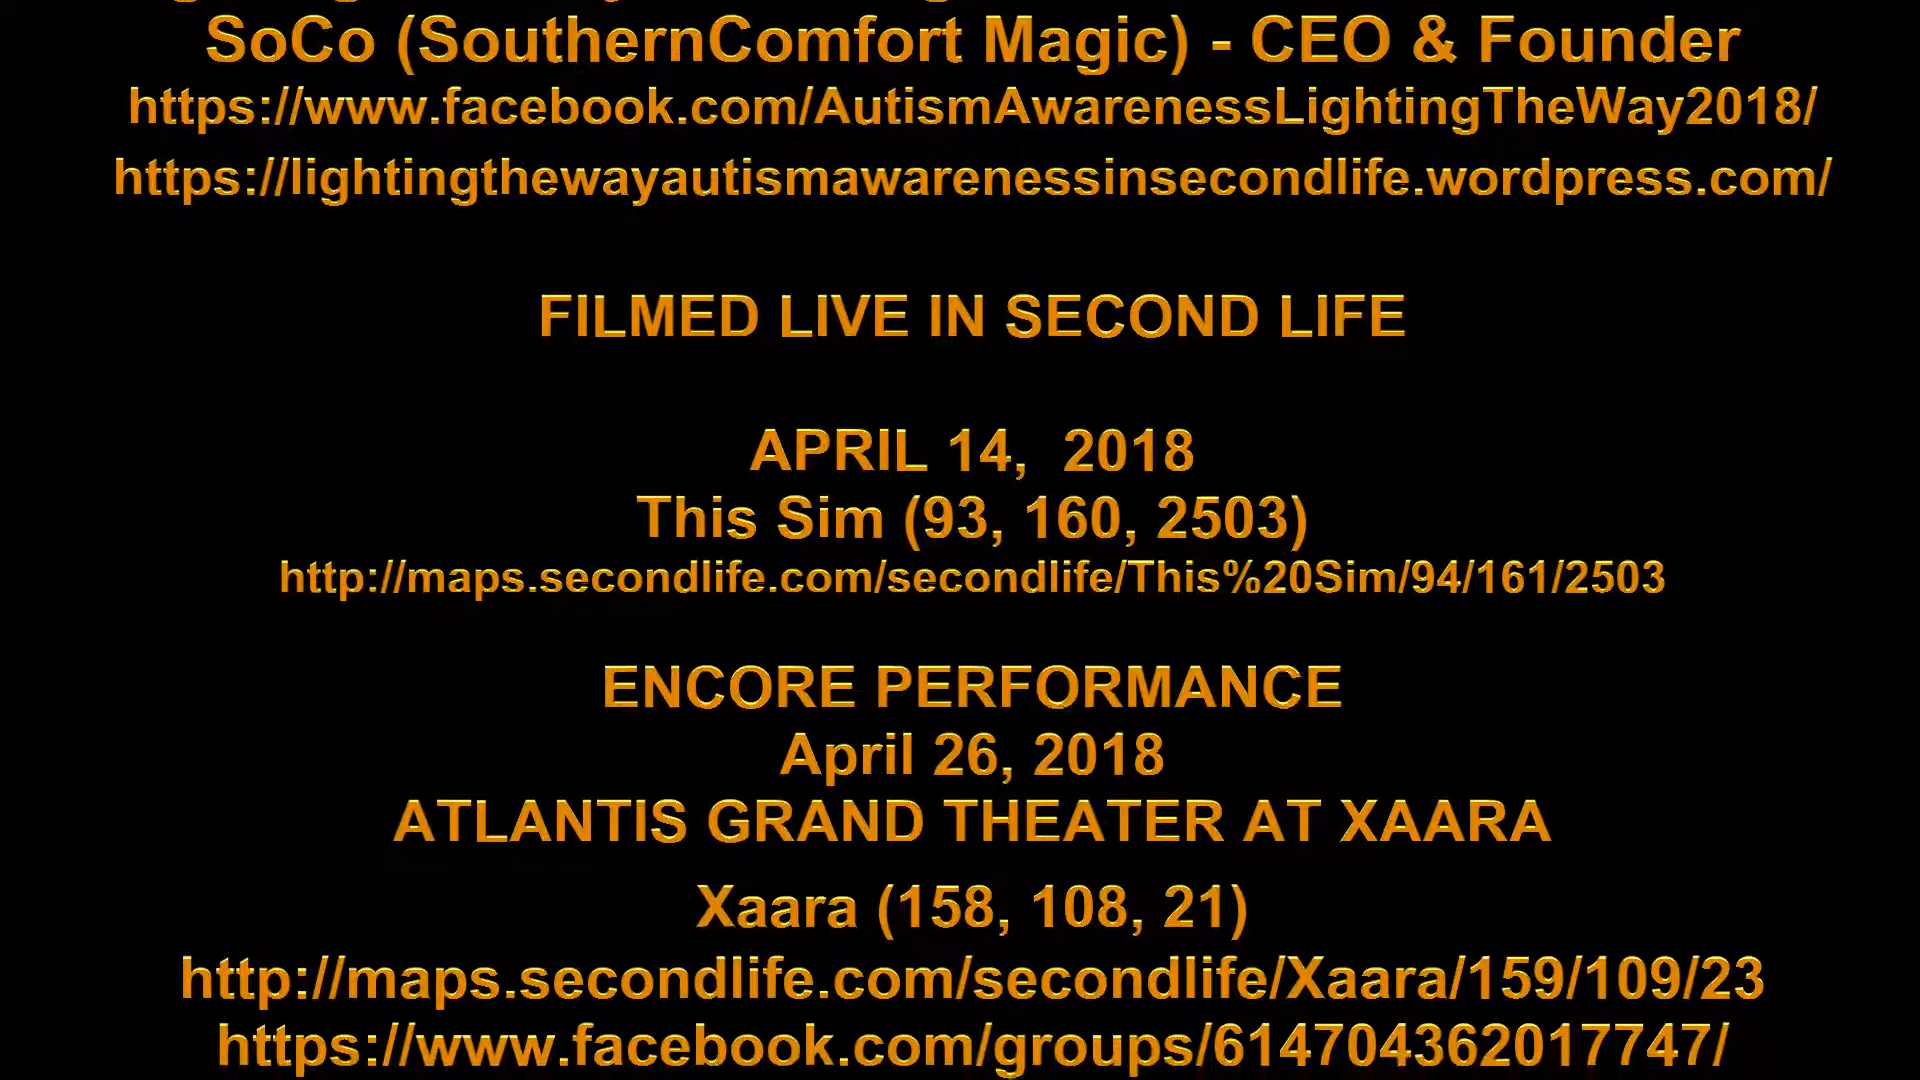 SoCo (SouthernComfort Magic) - CEO & Founder
https://www.facebook.com/AutismAwarenessLightingTheWay2018/
https://lightingthewayautismawarenessinsecondlife.wordpress.com/
FILMED LIVE IN SECOND LIFE
APRIL 14,  2018
This Sim (93, 160, 2503)
http://maps.secondlife.com/secondlife/This%20Sim/94/161/2503
ENCORE PERFORMANCE
April 26, 2018
ATLANTIS GRAND THEATER AT XAARA
Xaara (158, 108, 21)
http://maps.secondlife.com/secondlife/Xaara/159/109/23
https://www.facebook.com/groups/614704362017747/